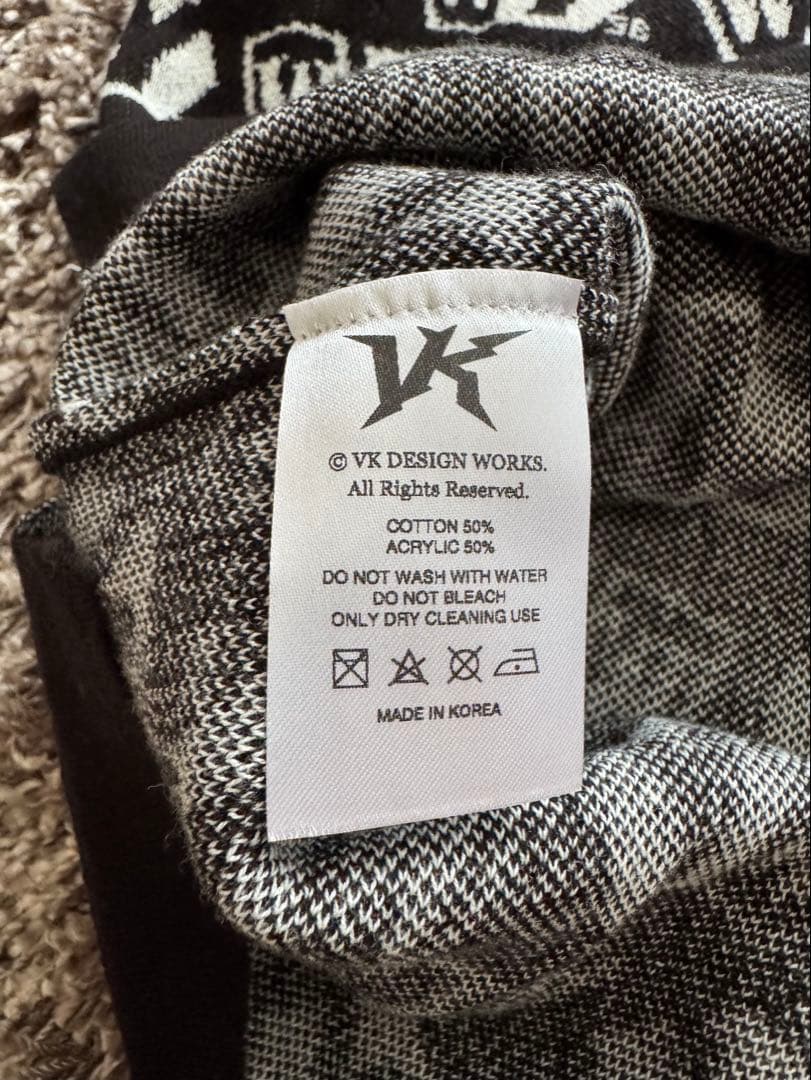 VK
© VK DESIGN WORKS.
All Rights Reserved.
COTTON 50%
ACRYLIC 50%
DO NOT WASH WITH WATER
DO NOT BLEACH
ONLY DRY CLEANING USE
MADE IN KOREA